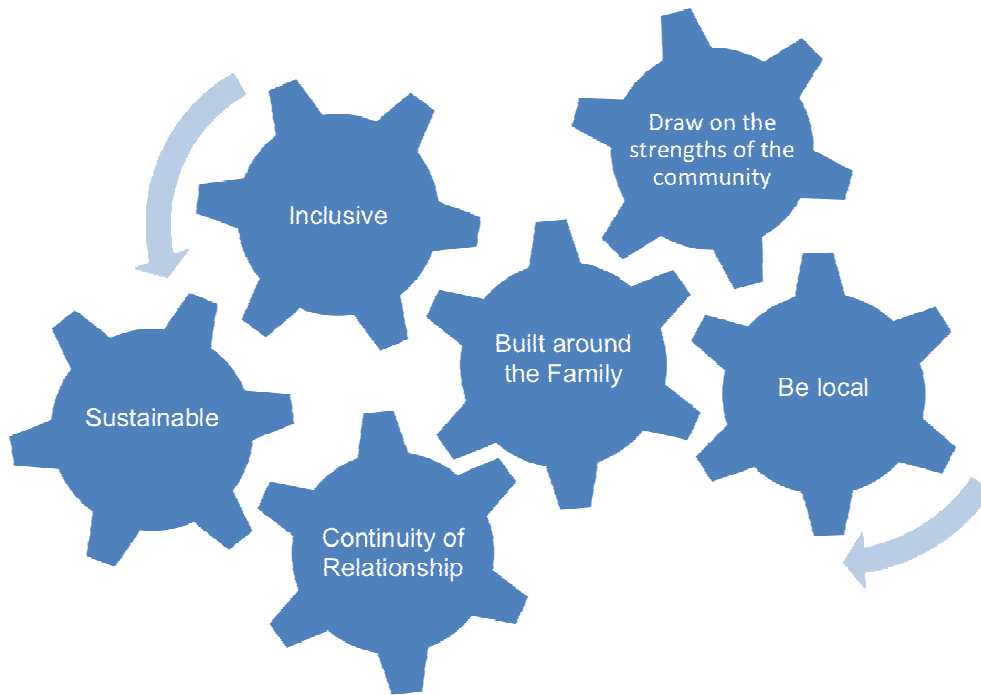 Draw on the
strengths of the
community
Inclusive
Built around
the Family
Be local
Sustainable
Continuity of
Relationship